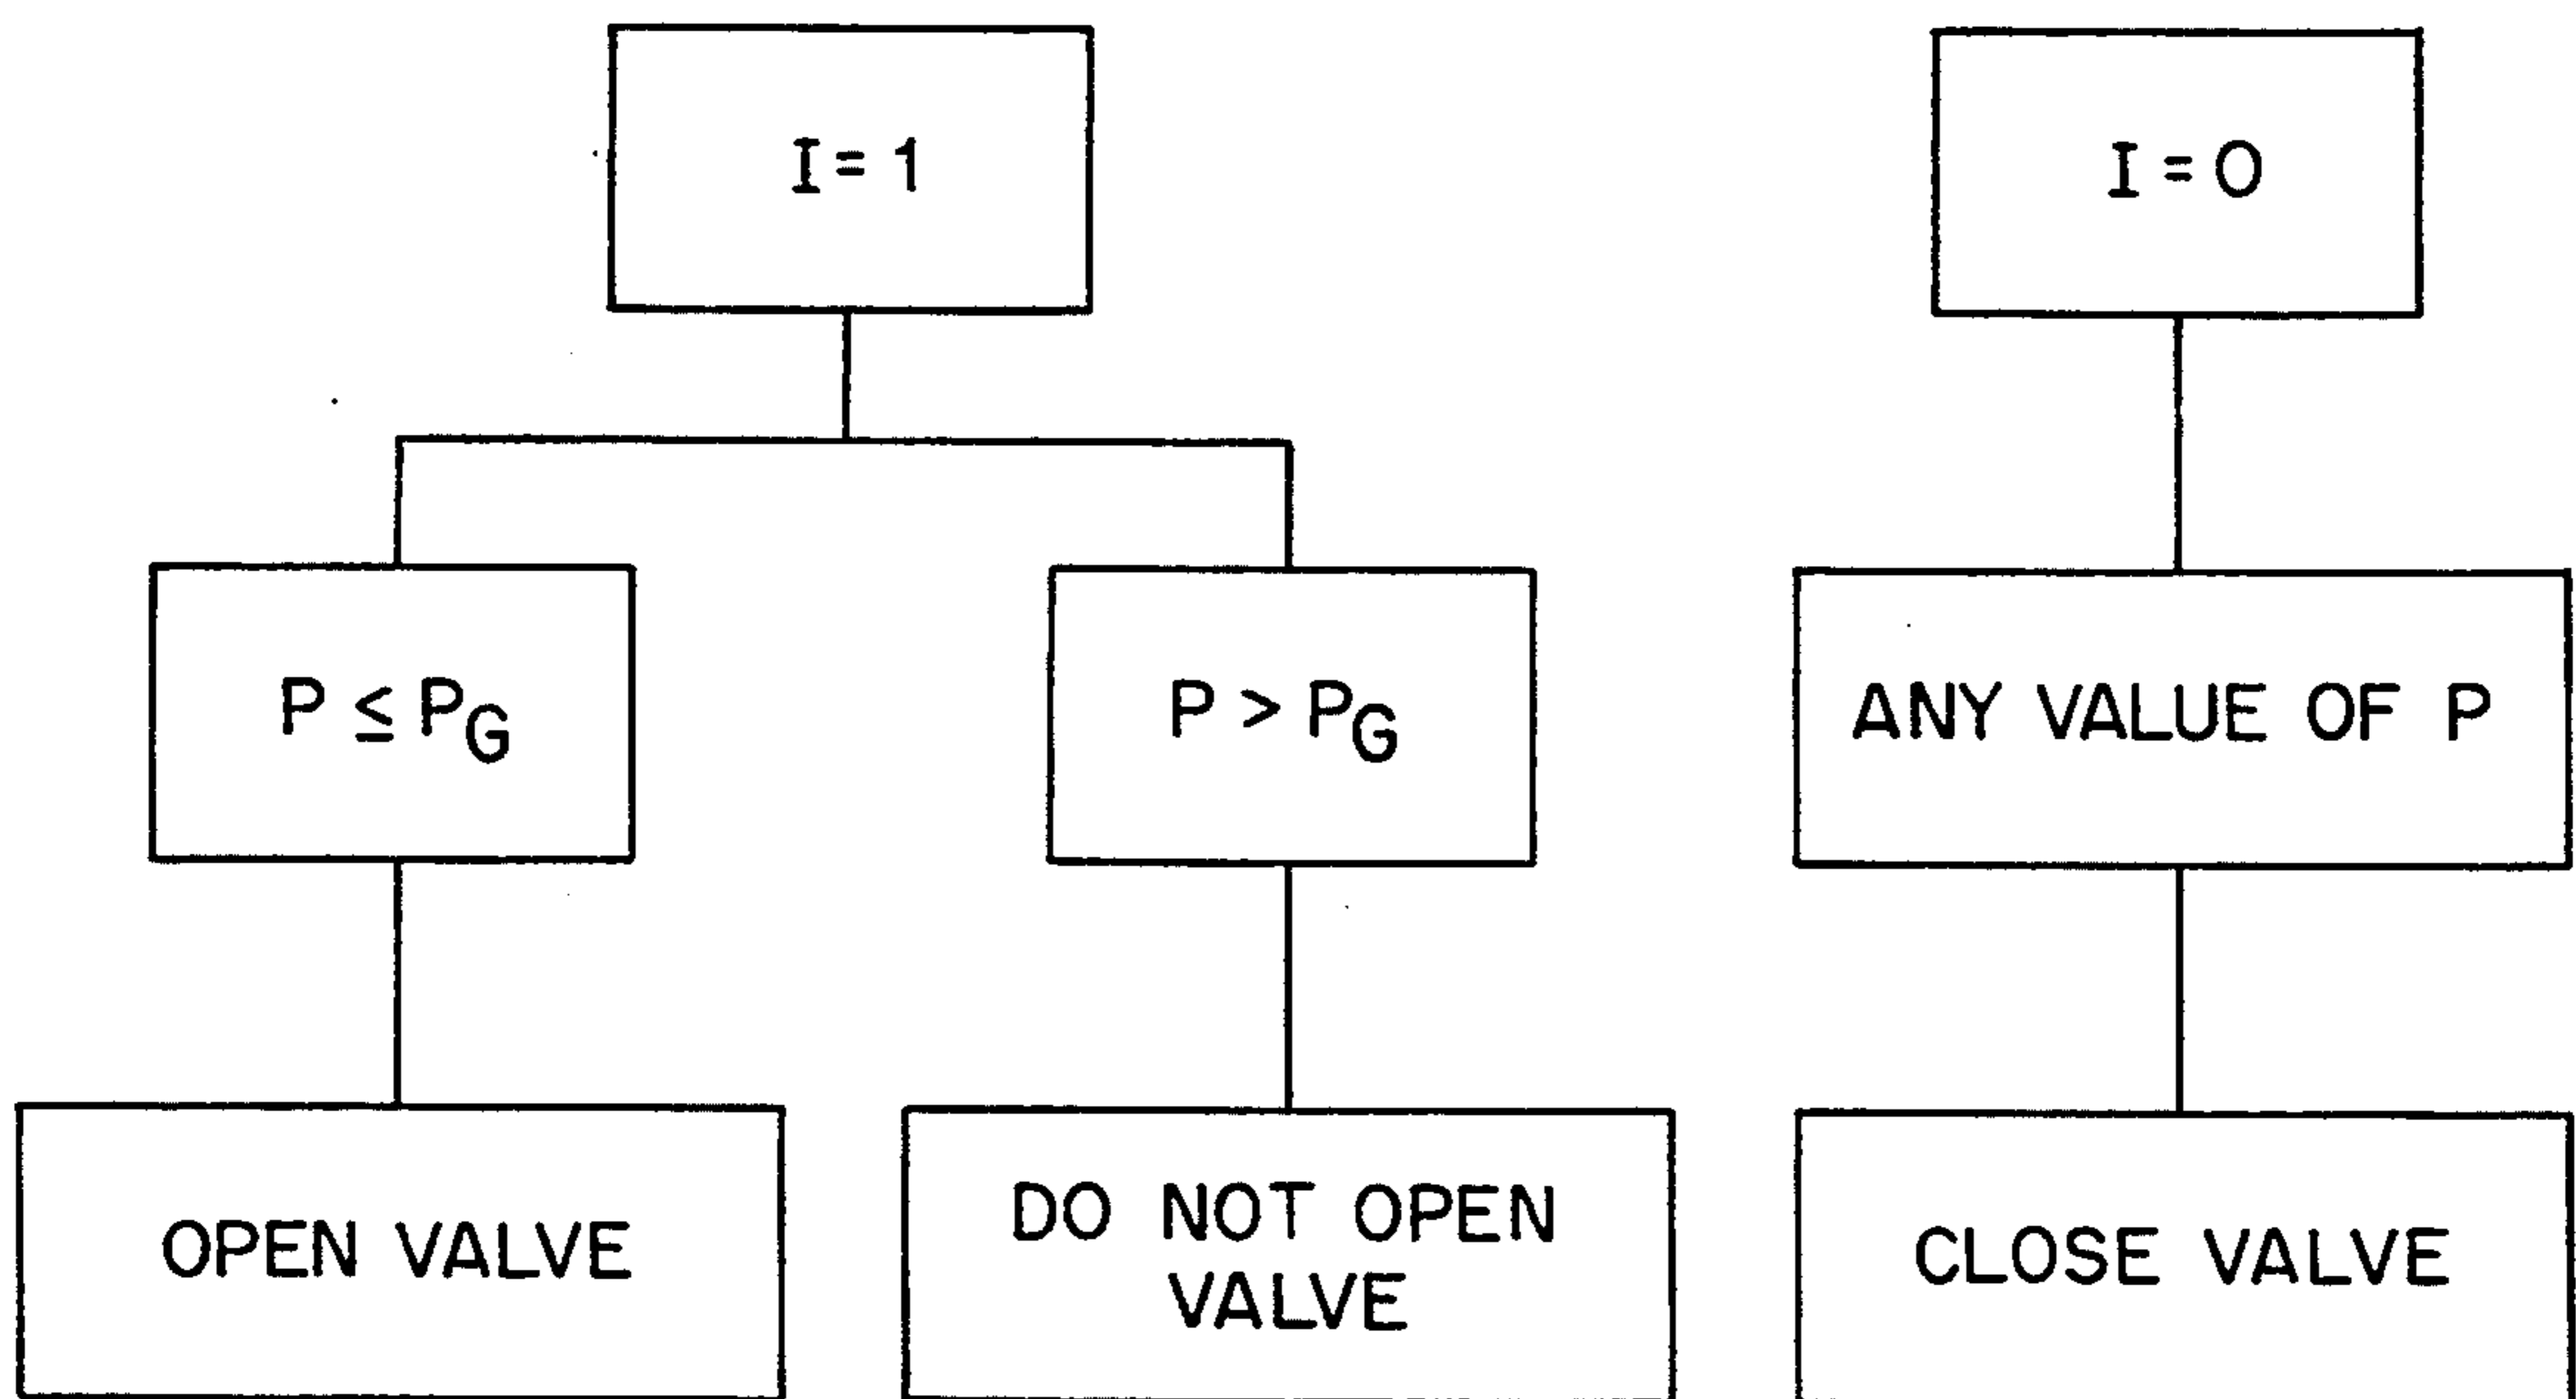 I = 1
I = 0
P ≤ PG
P > PG
ANY VALUE OF P
OPEN VALVE
DO NOT OPEN
VALVE
CLOSE VALVE